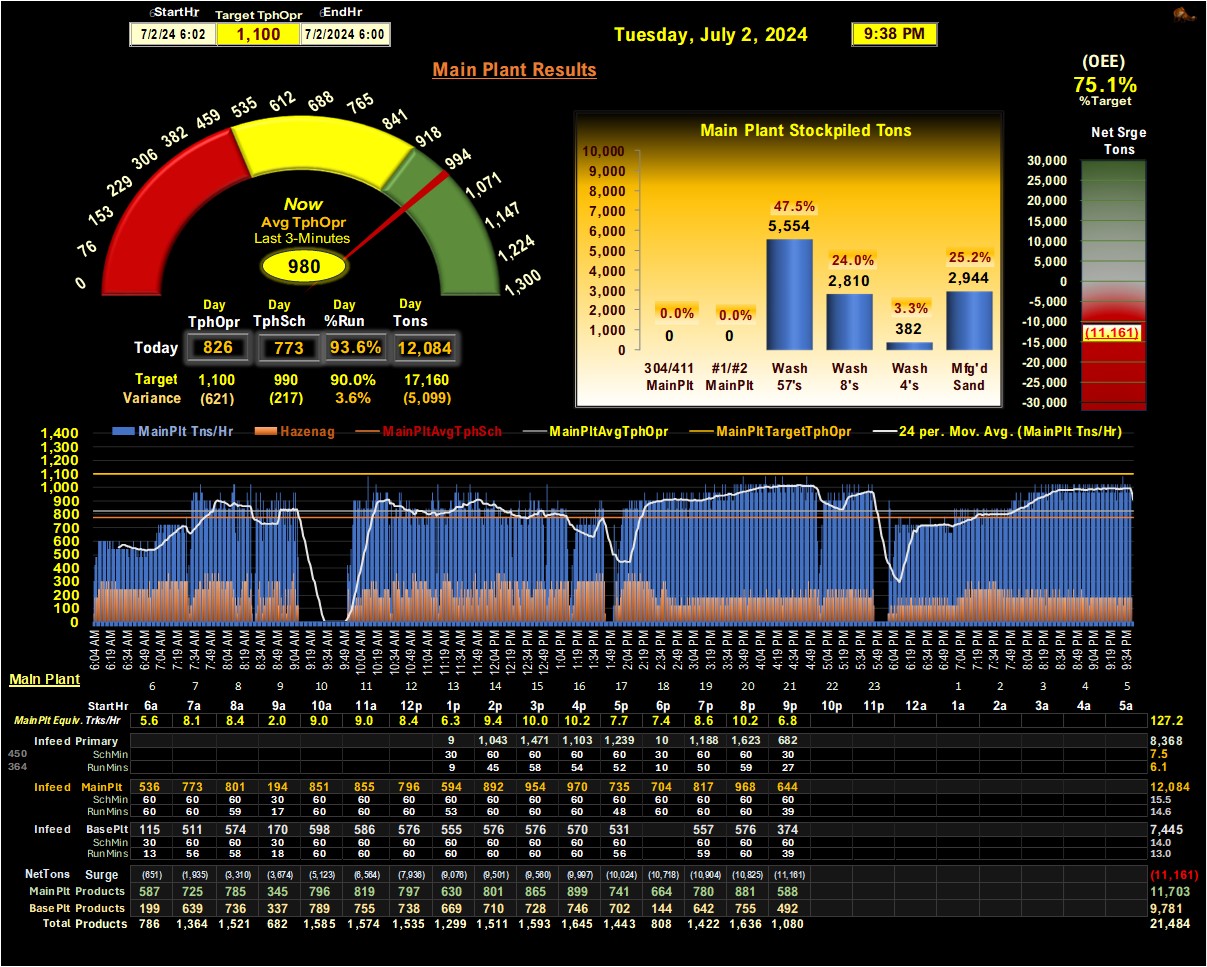 StartHr Target TphOpr EndHr
7/2/24 6:02 1,100 7/2/2024 6:00
Tuesday, July 2, 2024 9:38 PM
Main Plant Results
(OEE)
75.1%
%Target
0 76 153 229 306 382 459 535 612 688 765 841 918 994 1,071 1,147 1,224 1,300
Now
Avg TphOpr
Last 3-Minutes
980
Day Day Day Day
TphOpr TphSch %Run Tons
Today 826 773 93.6% 12,084
Target 1,100 990 90.0% 17,160
Variance (621) (217) 3.6% (5,099)
Main Plant Stockpiled Tons
10,000
9,000
8,000
7,000
6,000
5,000
4,000
3,000
2,000
1,000
0
0.0% 0.0% 47.5% 24.0% 3.3% 25.2%
0 0 5,554 2,810 382 2,944
304/411 #1/#2 Wash Wash Wash Mfg'd
MainPlt MainPlt 57's 8's 4's Sand
Net Srge
Tons
30,000
25,000
20,000
15,000
10,000
5,000
0
-5,000
-10,000
(11,161)
-15,000
-20,000
-25,000
-30,000
MainPlt Tns/Hr Hazenag MainPltAvgTphSch MainPltAvgTphOpr MainPltTargetTphOpr 24 per. Mov. Avg. (MainPlt Tns/Hr)
1,400
1,300
1,200
1,100
1,000
900
800
700
600
500
400
300
200
100
0
6:04 AM 6:19 AM 6:34 AM 6:49 AM 7:04 AM 7:19 AM 7:34 AM 7:49 AM 8:04 AM 8:19 AM 8:34 AM 8:49 AM 9:04 AM 9:19 AM 9:34 AM 9:49 AM 10:04 AM 10:19 AM 10:34 AM 10:49 AM 11:04 AM 11:19 AM 11:34 AM 11:49 AM 12:04 PM 12:19 PM 12:34 PM 12:49 PM 1:04 PM 1:19 PM 1:34 PM 1:49 PM 2:04 PM 2:19 PM 2:34 PM 2:49 PM 3:04 PM 3:19 PM 3:34 PM 3:49 PM 4:04 PM 4:19 PM 4:34 PM 4:49 PM 5:04 PM 5:19 PM 5:34 PM 5:49 PM 6:04 PM 6:19 PM 6:34 PM 6:49 PM 7:04 PM 7:19 PM 7:34 PM 7:49 PM 8:04 PM 8:19 PM 8:34 PM 8:49 PM 9:04 PM 9:19 PM 9:34 PM
Main Plant
6 7 8 9 10 11 12 13 14 15 16 17 18 19 20 21 22 23 1 2 3 4 5
StartHr 6a 7a 8a 9a 10a 11a 12p 1p 2p 3p 4p 5p 6p 7p 8p 9p 10p 11p 12a 1a 2a 3a 4a 5a
MainPlt Equiv. Trks/Hr 5.6 8.1 8.4 2.0 9.0 9.0 8.4 6.3 9.4 10.0 10.2 7.7 7.4 8.6 10.2 6.8 127.2
Infeed Primary 9 1,043 1,471 1,103 1,239 10 1,188 1,623 682 8,368
450 SchMin 30 60 60 60 60 30 60 60 30 7.5
364 RunMins 9 45 58 54 52 10 50 59 27 6.1
Infeed MainPlt 536 773 801 194 851 855 796 594 892 954 970 735 704 817 968 644 12,084
SchMin 60 60 60 30 60 60 60 60 60 60 60 60 60 60 60 39 15.5
RunMins 60 60 59 17 60 60 60 53 60 60 60 48 60 60 60 39 14.6
Infeed BasePlt 115 511 574 170 598 586 576 555 576 576 570 531 557 576 374 7,445
SchMin 30 60 60 30 60 60 60 60 60 60 60 60 60 60 39 14.0
RunMins 13 56 58 18 60 60 60 60 60 60 60 56 59 60 39 13.0
NetTons Surge (651) (1,935) (3,310) (3,674) (5,123) (6,564) (7,936) (9,076) (9,501) (9,560) (9,997) (10,024) (10,718) (10,904) (10,825) (11,161) (11,161)
MainPlt Products 587 725 785 345 796 819 797 630 801 865 899 741 664 780 881 588 11,703
BasePlt Products 199 639 736 337 789 755 738 669 710 728 746 702 144 642 755 492 9,781
Total Products 786 1,364 1,521 682 1,585 1,574 1,535 1,299 1,511 1,593 1,645 1,443 808 1,422 1,636 1,080 21,484